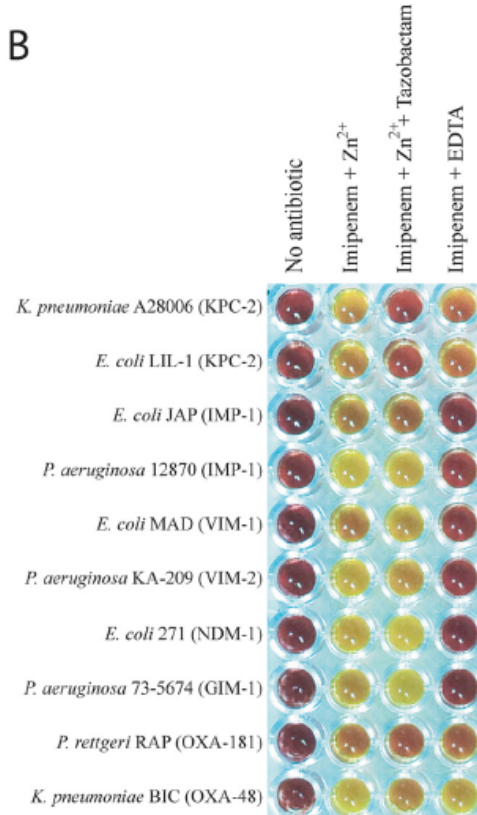 B
No antibiotic
Imipenem + Zn²⁺
Imipenem + Zn²⁺+ Tazobactam
Imipenem + EDTA
K. pneumoniae A28006 (KPC-2)
E. coli LIL-1 (KPC-2)
E. coli JAP (IMP-1)
P. aeruginosa 12870 (IMP-1)
E. coli MAD (VIM-1)
P. aeruginosa KA-209 (VIM-2)
E. coli 271 (NDM-1)
P. aeruginosa 73-5674 (GIM-1)
P. rettgeri RAP (OXA-181)
K. pneumoniae BIC (OXA-48)